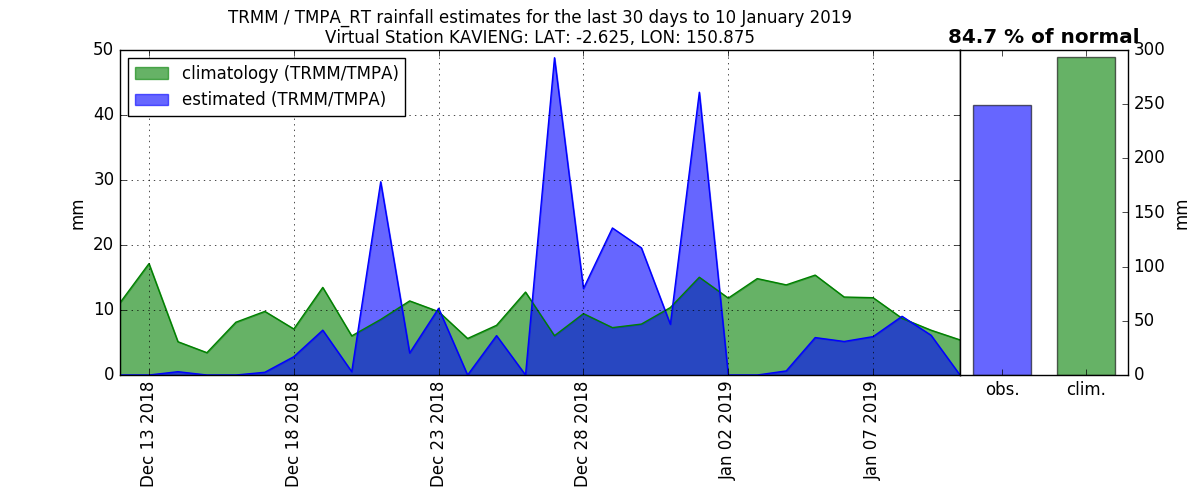 TRMM / TMPA_RT rainfall estimates for the last 30 days to 10 January 2019
Virtual Station KAVIENG: LAT: -2.625, LON: 150.875
84.7 % of normal
climatology (TRMM/TMPA)
estimated (TRMM/TMPA)
50
40
30
20
10
0
mm
Dec 13 2018
Dec 18 2018
Dec 23 2018
Dec 28 2018
Jan 02 2019
Jan 07 2019
obs.
clim.
300
250
200
150
100
50
0
mm